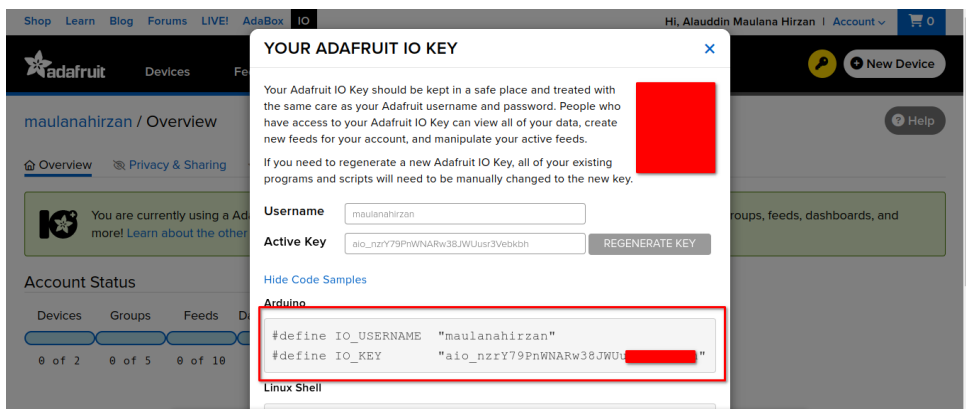 Shop Learn Blog Forums LIVE! AdaBox IO Hi, Alauddin Maulana Hirzan | Account 0
YOUR ADAFRUIT IO KEY ×
adafruit Devices Fe New Device
Your Adafruit IO Key should be kept in a safe place and treated with
the same care as your Adafruit username and password. People who
have access to your Adafruit IO Key can view all of your data, create
new feeds for your account, and manipulate your active feeds.
If you need to regenerate a new Adafruit IO Key, all of your existing
programs and scripts will need to be manually changed to the new key.
maulanahirzan / Overview Help
Overview Privacy & Sharing
You are currently using a Ada roups, feeds, dashboards, and
more! Learn about the other
Username maulanahirzan
Active Key [key withheld] REGENERATE KEY
Hide Code Samples
Account Status
Arduino
Devices Groups Feeds Da
#define IO_USERNAME "maulanahirzan"
#define IO_KEY "[key withheld]"
0 of 2 0 of 5 0 of 10
Linux Shell